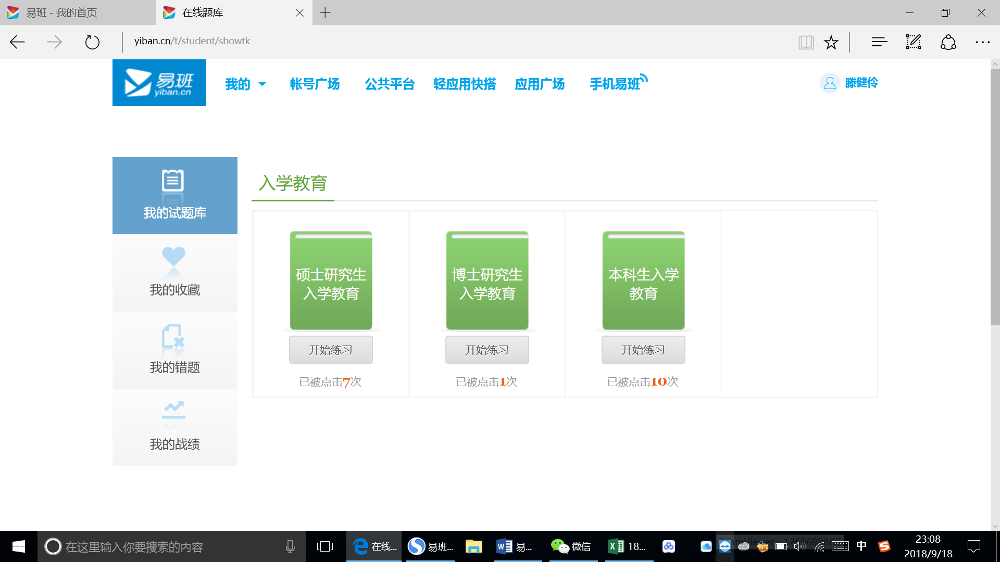 易班 - 我的首页
在线题库
yiban.cn/t/student/showtk
易班
yiban.cn
我的
帐号广场
公共平台
轻应用快搭
应用广场
手机易班
滕健伶
我的试题库
我的收藏
我的错题
我的战绩
入学教育
硕士研究生
入学教育
开始练习
已被点击7次
博士研究生
入学教育
开始练习
已被点击1次
本科生入学
教育
开始练习
已被点击10次
在这里输入你要搜索的内容
在线...
易班...
易...
微信
18...
中
23:08
2018/9/18